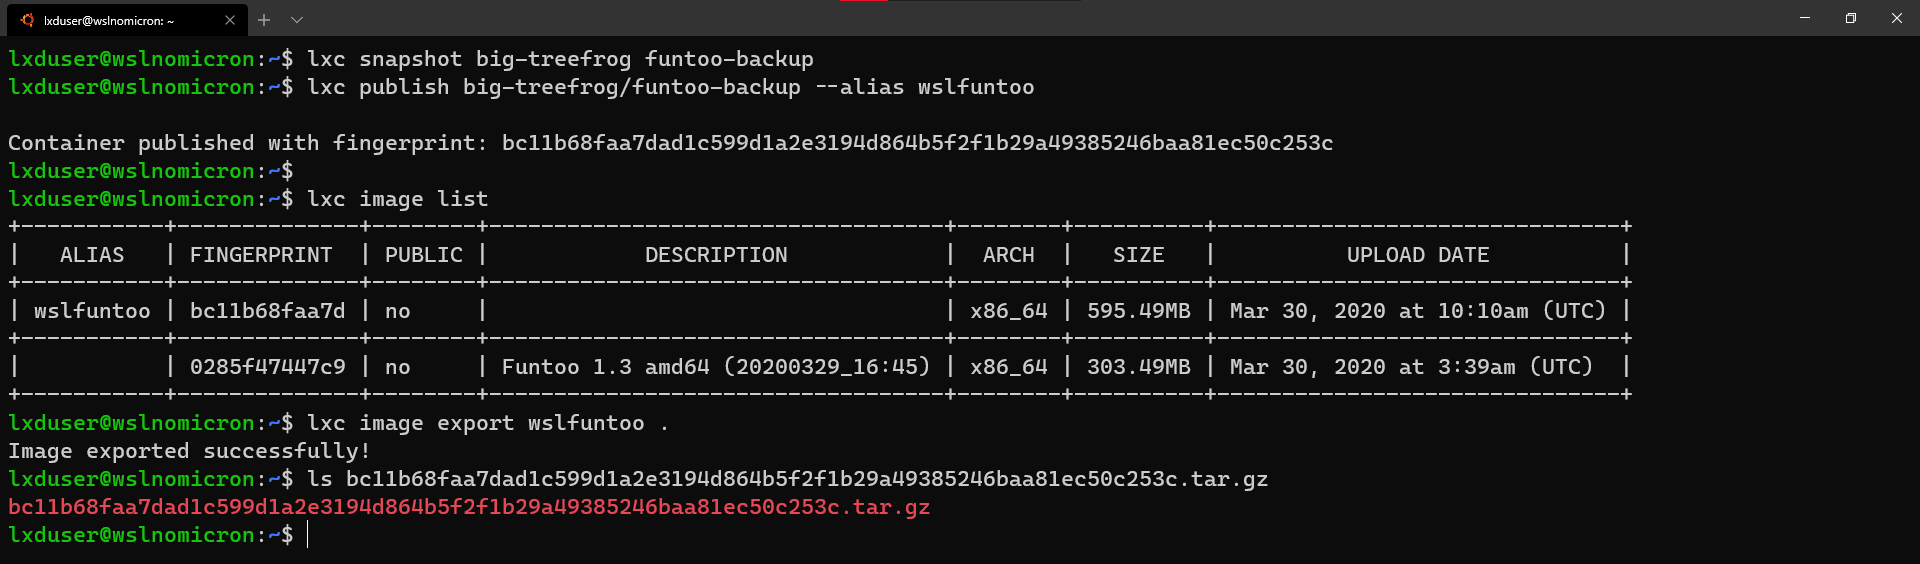 lxduser@wslnomicron: ~
lxduser@wslnomicron:~$ lxc snapshot big-treefrog funtoo-backup
lxduser@wslnomicron:~$ lxc publish big-treefrog/funtoo-backup --alias wslfuntoo
Container published with fingerprint: bc11b68faa7dad1c599d1a2e3194d864b5f2f1b29a49385246baa81ec50c253c
lxduser@wslnomicron:~$
lxduser@wslnomicron:~$ lxc image list
+-----------+--------------+--------+-----------------------------------+--------+----------+-------------------------------+
|   ALIAS   | FINGERPRINT  | PUBLIC |            DESCRIPTION            |  ARCH  |   SIZE   |          UPLOAD DATE          |
+-----------+--------------+--------+-----------------------------------+--------+----------+-------------------------------+
| wslfuntoo | bc11b68faa7d | no     |                                   | x86_64 | 595.49MB | Mar 30, 2020 at 10:10am (UTC) |
+-----------+--------------+--------+-----------------------------------+--------+----------+-------------------------------+
|           | 0285f47447c9 | no     | Funtoo 1.3 amd64 (20200329_16:45) | x86_64 | 303.49MB | Mar 30, 2020 at 3:39am (UTC)  |
+-----------+--------------+--------+-----------------------------------+--------+----------+-------------------------------+
lxduser@wslnomicron:~$ lxc image export wslfuntoo .
Image exported successfully!
lxduser@wslnomicron:~$ ls bc11b68faa7dad1c599d1a2e3194d864b5f2f1b29a49385246baa81ec50c253c.tar.gz
bc11b68faa7dad1c599d1a2e3194d864b5f2f1b29a49385246baa81ec50c253c.tar.gz
lxduser@wslnomicron:~$